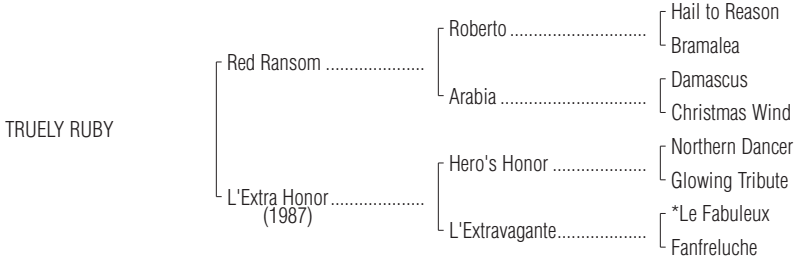 Hail to Reason
Roberto ............................
Bramalea
Red Ransom ....................
Damascus
Arabia ..............................
Christmas Wind
TRUELY RUBY
Northern Dancer
Hero's Honor ...................
Glowing Tribute
L'Extra Honor...................
(1987)
*Le Fabuleux
L'Extravagante..................
Fanfreluche